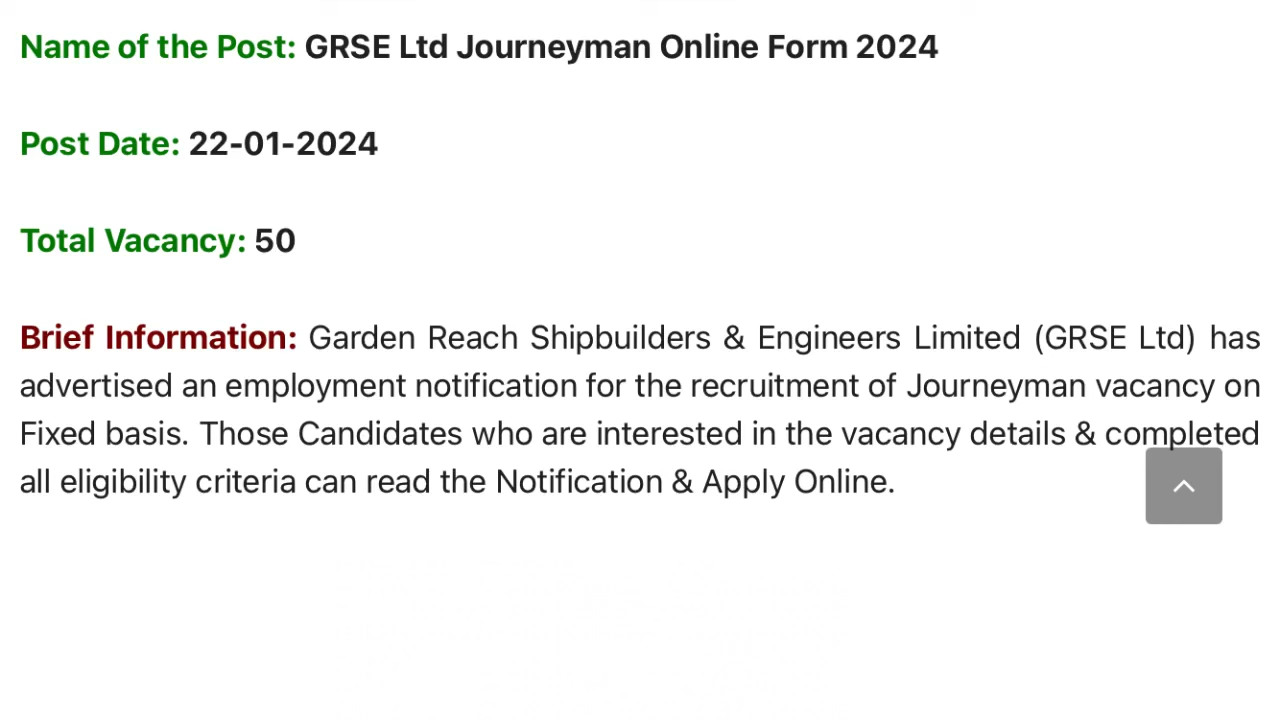 Name of the Post: GRSE Ltd Journeyman Online Form 2024
Post Date: 22-01-2024
Total Vacancy: 50
Brief Information: Garden Reach Shipbuilders & Engineers Limited (GRSE Ltd) has
advertised an employment notification for the recruitment of Journeyman vacancy on
Fixed basis. Those Candidates who are interested in the vacancy details & completed
all eligibility criteria can read the Notification & Apply Online.